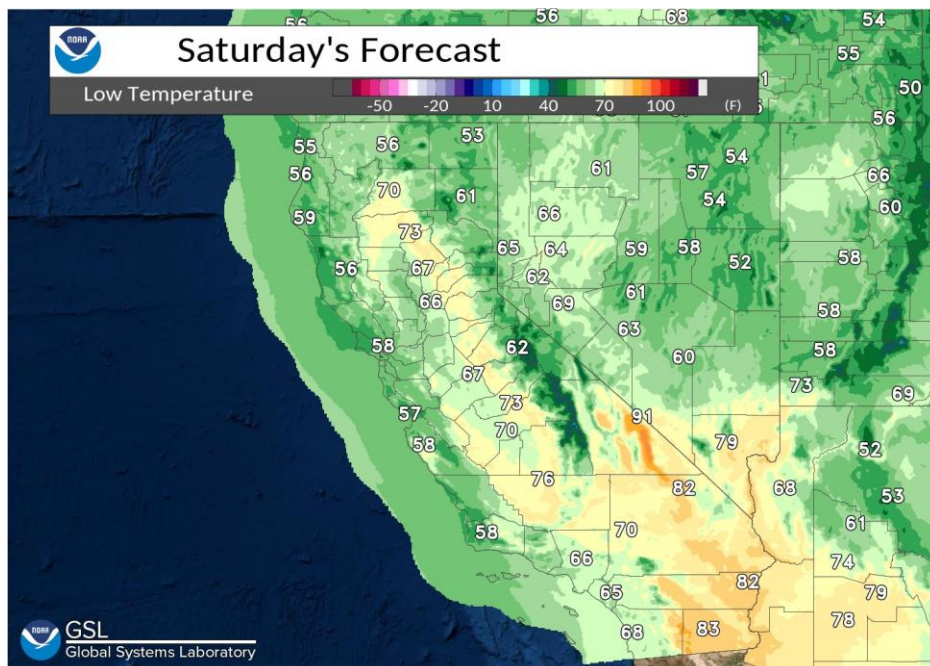 56 56 68 54
NOAA
Saturday's Forecast
55
Low Temperature
-50 -20 10 40 70 100 (F)
50
56
55 56 53 61 57 54
56 66
70 61 54 60
59 66
73 65 64 59 58 52 58
56 67 62
66 69 61 58
63
58 62 60 58
67 73 69
57 73 91
58 70 79 52
76 82 68 53
58 70 61
66 74
65 82 79
68 83 78
NOAA
GSL
Global Systems Laboratory